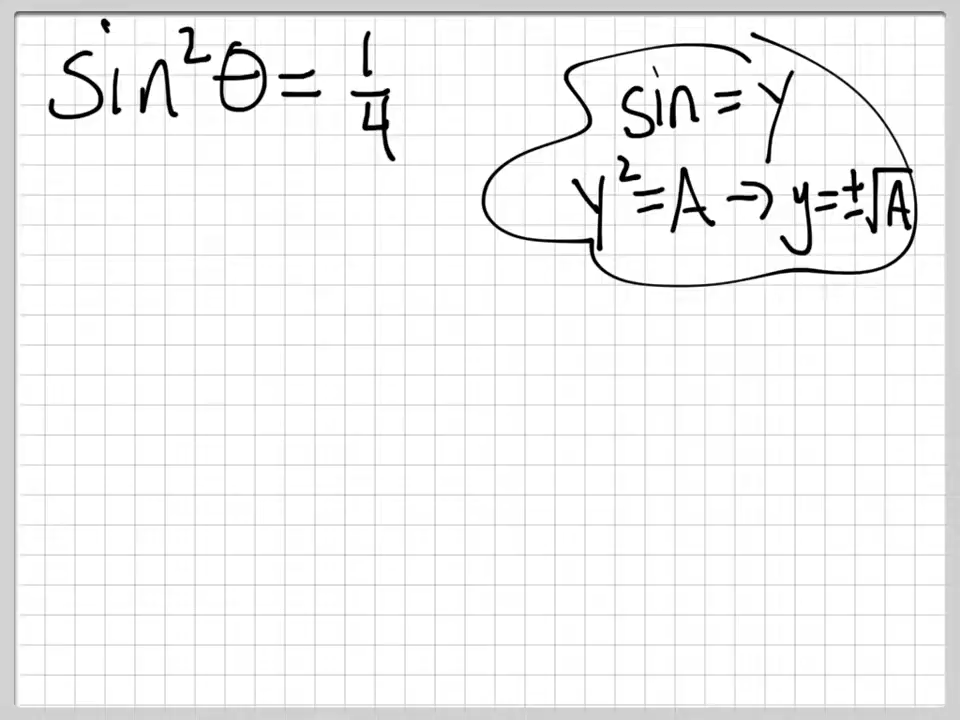 sin²θ = 1/4
sin = y
y² = A → y = ±√A